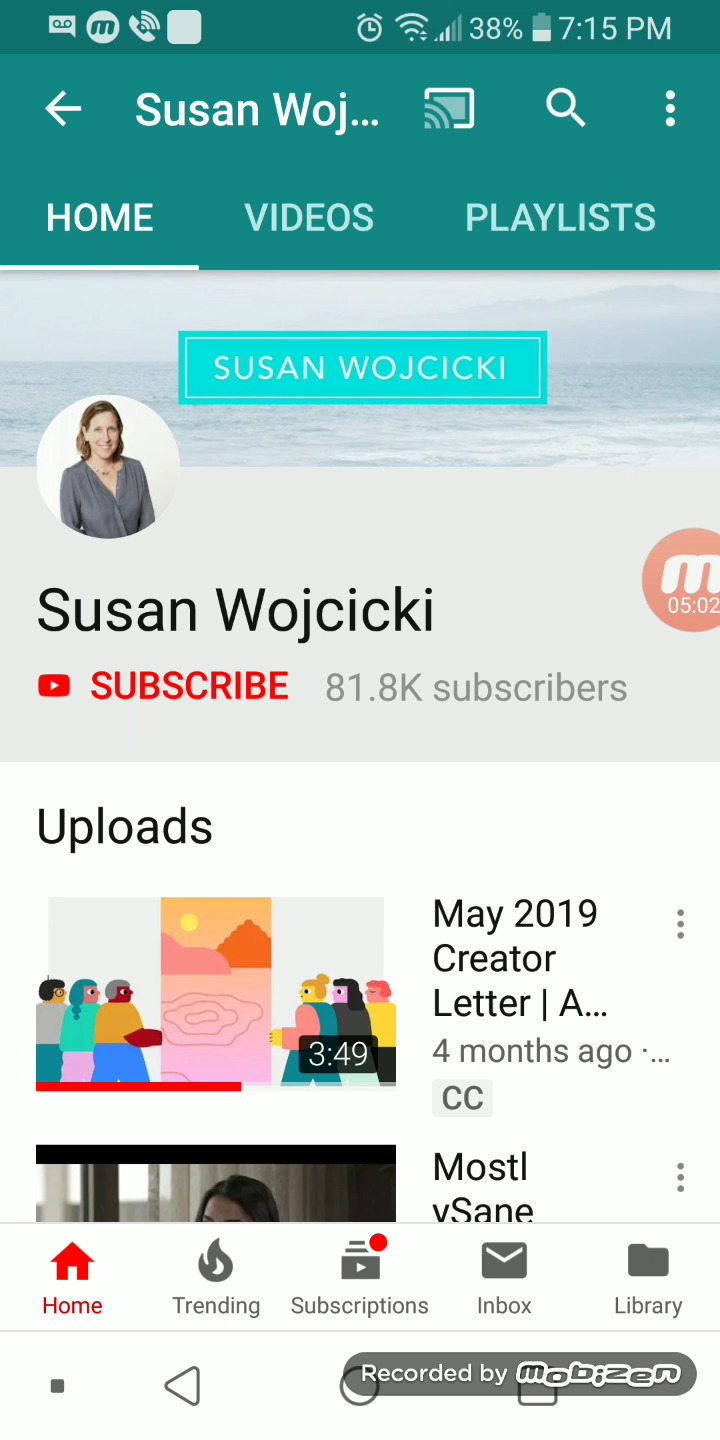 38% 7:15 PM
Susan Woj...
HOME VIDEOS PLAYLISTS
SUSAN WOJCICKI
m
05:02
Susan Wojcicki
SUBSCRIBE 81.8K subscribers
Uploads
May 2019
Creator
Letter | A...
3:49
4 months ago ·...
CC
Mostl
ySane
Home Trending Subscriptions Inbox Library
Recorded by mobizen